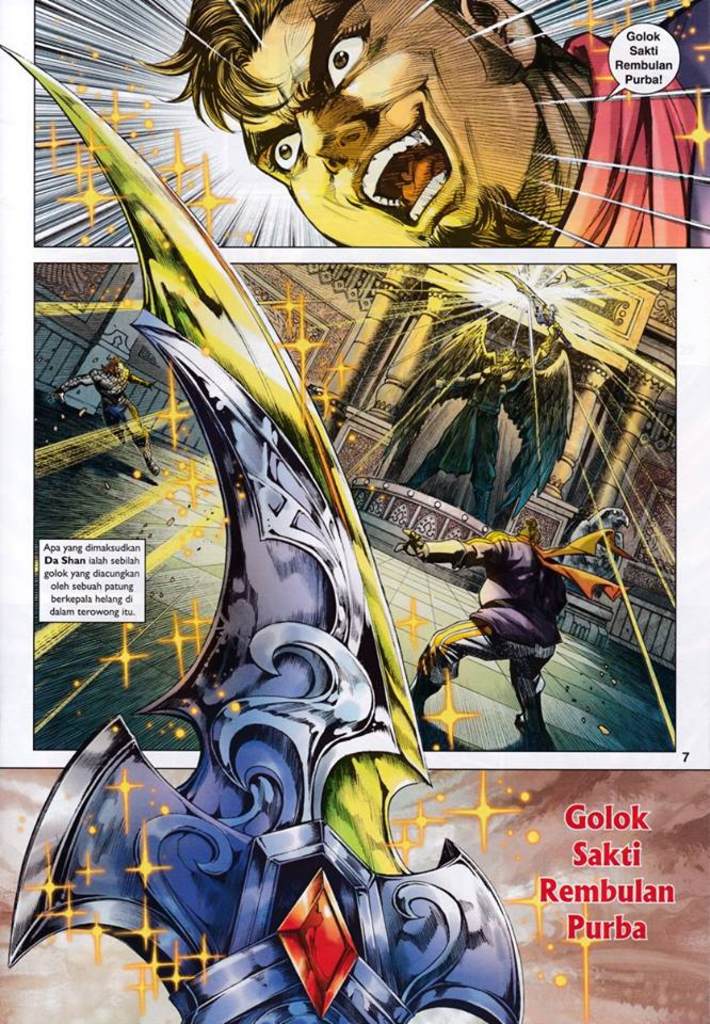 Golok
Sakti
Rembulan
Purba!
Apa yang dimaksudkan
Da Shan ialah sebilah
golok yang diacungkan
oleh sebuah patung
berkepala helang di
dalam terowong itu.
7
Golok
Sakti
Rembulan
Purba